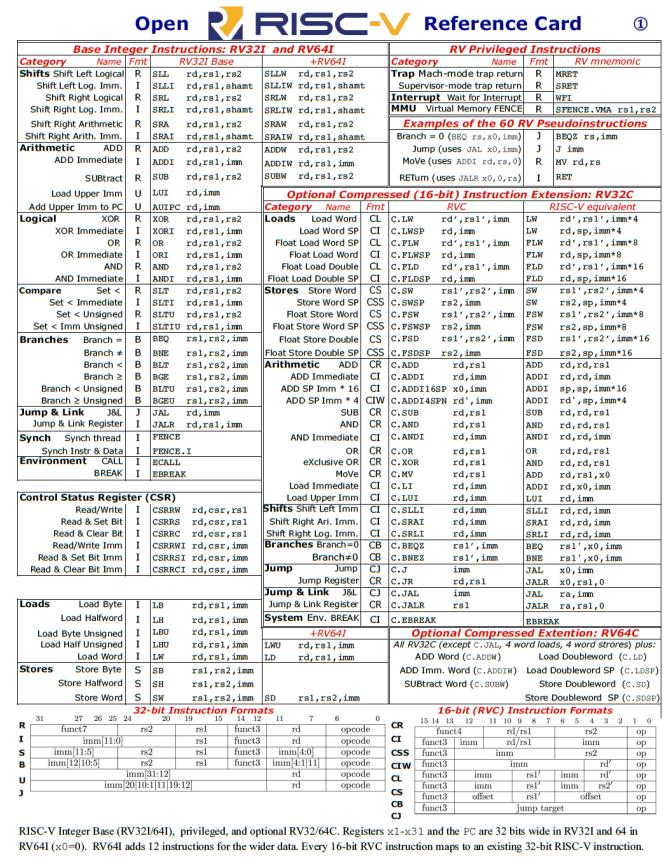 Open RISC-V Reference Card ①
Base Integer Instructions: RV32I and RV64I
Category Name Fmt RV32I Base +RV64I
Shifts Shift Left Logical R SLL rd,rs1,rs2 SLLW rd,rs1,rs2
Shift Left Log. Imm. I SLLI rd,rs1,shamt SLLIW rd,rs1,shamt
Shift Right Logical R SRL rd,rs1,rs2 SRLW rd,rs1,rs2
Shift Right Log. Imm. I SRLI rd,rs1,shamt SRLIW rd,rs1,shamt
Shift Right Arithmetic R SRA rd,rs1,rs2 SRAW rd,rs1,rs2
Shift Right Arith. Imm. I SRAI rd,rs1,shamt SRAIW rd,rs1,shamt
Arithmetic ADD R ADD rd,rs1,rs2 ADDW rd,rs1,rs2
ADD Immediate I ADDI rd,rs1,imm ADDIW rd,rs1,imm
SUBtract R SUB rd,rs1,rs2 SUBW rd,rs1,rs2
Load Upper Imm U LUI rd,imm
Add Upper Imm to PC U AUIPC rd,imm
Logical XOR R XOR rd,rs1,rs2
XOR Immediate I XORI rd,rs1,imm
OR R OR rd,rs1,rs2
OR Immediate I ORI rd,rs1,imm
AND R AND rd,rs1,rs2
AND Immediate I ANDI rd,rs1,imm
Compare Set < R SLT rd,rs1,rs2
Set < Immediate I SLTI rd,rs1,imm
Set < Unsigned R SLTU rd,rs1,rs2
Set < Imm Unsigned I SLTIU rd,rs1,imm
Branches Branch = B BEQ rs1,rs2,imm
Branch ≠ B BNE rs1,rs2,imm
Branch < B BLT rs1,rs2,imm
Branch ≥ B BGE rs1,rs2,imm
Branch < Unsigned B BLTU rs1,rs2,imm
Branch ≥ Unsigned B BGEU rs1,rs2,imm
Jump & Link J&L J JAL rd,imm
Jump & Link Register I JALR rd,rs1,imm
Synch Synch thread I FENCE
Synch Instr & Data I FENCE.I
Environment CALL I ECALL
BREAK I EBREAK
Control Status Register (CSR)
Read/Write I CSRRW rd,csr,rs1
Read & Set Bit I CSRRS rd,csr,rs1
Read & Clear Bit I CSRRC rd,csr,rs1
Read/Write Imm I CSRRWI rd,csr,imm
Read & Set Bit Imm I CSRRSI rd,csr,imm
Read & Clear Bit Imm I CSRRCI rd,csr,imm
Loads Load Byte I LB rd,rs1,imm
Load Halfword I LH rd,rs1,imm
Load Byte Unsigned I LBU rd,rs1,imm +RV64I
Load Half Unsigned I LHU rd,rs1,imm LWU rd,rs1,imm
Load Word I LW rd,rs1,imm LD rd,rs1,imm
Stores Store Byte S SB rs1,rs2,imm
Store Halfword S SH rs1,rs2,imm
Store Word S SW rs1,rs2,imm SD rs1,rs2,imm
RV Privileged Instructions
Category Name Fmt RV mnemonic
Trap Mach-mode trap return R MRET
Supervisor-mode trap return R SRET
Interrupt Wait for Interrupt R WFI
MMU Virtual Memory FENCE R SFENCE.VMA rs1,rs2
Examples of the 60 RV Pseudoinstructions
Branch = 0 (BEQ rs,x0,imm) J BEQZ rs,imm
Jump (uses JAL x0,imm) J J imm
MoVe (uses ADDI rd,rs,0) R MV rd,rs
RETurn (uses JALR x0,0,ra) I RET
Optional Compressed (16-bit) Instruction Extension: RV32C
Category Name Fmt RVC RISC-V equivalent
Loads Load Word CL C.LW rd′,rs1′,imm LW rd′,rs1′,imm*4
Load Word SP CI C.LWSP rd,imm LW rd,sp,imm*4
Float Load Word SP CL C.FLW rd′,rs1′,imm FLW rd′,rs1′,imm*8
Float Load Word CI C.FLWSP rd,imm FLW rd,sp,imm*8
Float Load Double CL C.FLD rd′,rs1′,imm FLD rd′,rs1′,imm*16
Float Load Double SP CI C.FLDSP rd,imm FLD rd,sp,imm*16
Stores Store Word CS C.SW rs1′,rs2′,imm SW rs1′,rs2′,imm*4
Store Word SP CSS C.SWSP rs2,imm SW rs2,sp,imm*4
Float Store Word CS C.FSW rs1′,rs2′,imm FSW rs1′,rs2′,imm*8
Float Store Word SP CSS C.FSWSP rs2,imm FSW rs2,sp,imm*8
Float Store Double CS C.FSD rs1′,rs2′,imm FSD rs1′,rs2′,imm*16
Float Store Double SP CSS C.FSDSP rs2,imm FSD rs2,sp,imm*16
Arithmetic ADD CR C.ADD rd,rs1 ADD rd,rd,rs1
ADD Immediate CI C.ADDI rd,imm ADDI rd,rd,imm
ADD SP Imm * 16 CI C.ADDI16SP x0,imm ADDI sp,sp,imm*16
ADD SP Imm * 4 CIW C.ADDI4SPN rd',imm ADDI rd',sp,imm*4
SUB CR C.SUB rd,rs1 SUB rd,rd,rs1
AND CR C.AND rd,rs1 AND rd,rd,rs1
AND Immediate CI C.ANDI rd,imm ANDI rd,rd,imm
OR CR C.OR rd,rs1 OR rd,rd,rs1
eXclusive OR CR C.XOR rd,rs1 AND rd,rd,rs1
MoVe CR C.MV rd,rs1 ADD rd,rs1,x0
Load Immediate CI C.LI rd,imm ADDI rd,x0,imm
Load Upper Imm CI C.LUI rd,imm LUI rd,imm
Shifts Shift Left Imm CI C.SLLI rd,imm SLLI rd,rd,imm
Shift Right Ari. Imm. CI C.SRAI rd,imm SRAI rd,rd,imm
Shift Right Log. Imm. CI C.SRLI rd,imm SRLI rd,rd,imm
Branches Branch=0 CB C.BEQZ rs1′,imm BEQ rs1',x0,imm
Branch≠0 CB C.BNEZ rs1′,imm BNE rs1',x0,imm
Jump Jump CJ C.J imm JAL x0,imm
Jump Register CR C.JR rd,rs1 JALR x0,rs1,0
Jump & Link J&L CJ C.JAL imm JAL ra,imm
Jump & Link Register CR C.JALR rs1 JALR ra,rs1,0
System Env. BREAK CI C.EBREAK EBREAK
Optional Compressed Extention: RV64C
All RV32C (except C.JAL, 4 word loads, 4 word strores) plus:
ADD Word (C.ADDW) Load Doubleword (C.LD)
ADD Imm. Word (C.ADDIW) Load Doubleword SP (C.LDSP)
SUBtract Word (C.SUBW) Store Doubleword (C.SD)
Store Doubleword SP (C.SDSP)
32-bit Instruction Formats
31 27 26 25 24 20 19 15 14 12 11 7 6 0
R funct7 rs2 rs1 funct3 rd opcode
I imm[11:0] rs1 funct3 rd opcode
S imm[11:5] rs2 rs1 funct3 imm[4:0] opcode
B imm[12|10:5] rs2 rs1 funct3 imm[4:1|11] opcode
U imm[31:12] rd opcode
J imm[20|10:1|11|19:12] rd opcode
16-bit (RVC) Instruction Formats
15 14 13 12 11 10 9 8 7 6 5 4 3 2 1 0
CR funct4 rd/rs1 rs2 op
CI funct3 imm rd/rs1 imm op
CSS funct3 imm rs2 op
CIW funct3 imm rd′ op
CL funct3 imm rs1′ imm rd′ op
CS funct3 imm rs1′ imm rs2′ op
CB funct3 offset rs1′ offset op
CJ funct3 jump target op
RISC-V Integer Base (RV32I/64I), privileged, and optional RV32/64C. Registers x1-x31 and the PC are 32 bits wide in RV32I and 64 in
RV64I (x0=0). RV64I adds 12 instructions for the wider data. Every 16-bit RVC instruction maps to an existing 32-bit RISC-V instruction.